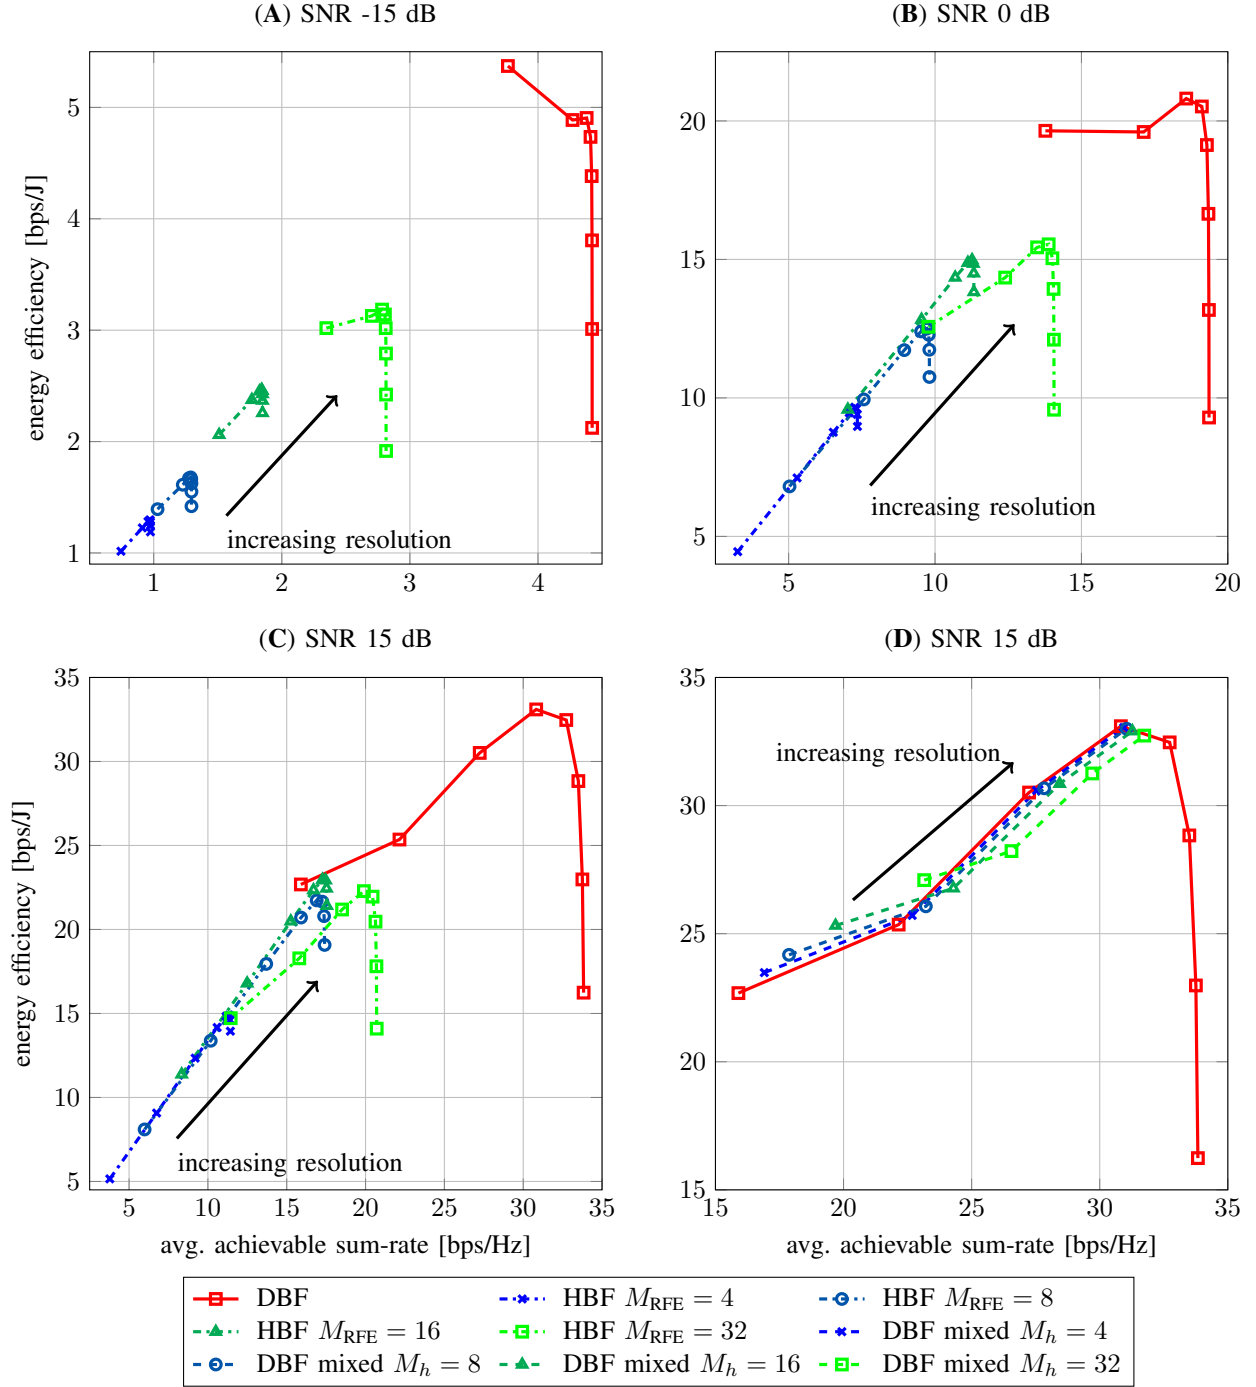 (A) SNR -15 dB
(B) SNR 0 dB
energy efficiency [bps/J]
5
4
3
2
1
1 2 3 4
increasing resolution
20
15
10
5
5 10 15 20
increasing resolution
(C) SNR 15 dB
(D) SNR 15 dB
energy efficiency [bps/J]
35
30
25
20
15
10
5
5 10 15 20 25 30 35
increasing resolution
avg. achievable sum-rate [bps/Hz]
35
30
25
20
15
15 20 25 30 35
increasing resolution
avg. achievable sum-rate [bps/Hz]
DBF HBF M_RFE = 4 HBF M_RFE = 8
HBF M_RFE = 16 HBF M_RFE = 32 DBF mixed M_h = 4
DBF mixed M_h = 8 DBF mixed M_h = 16 DBF mixed M_h = 32